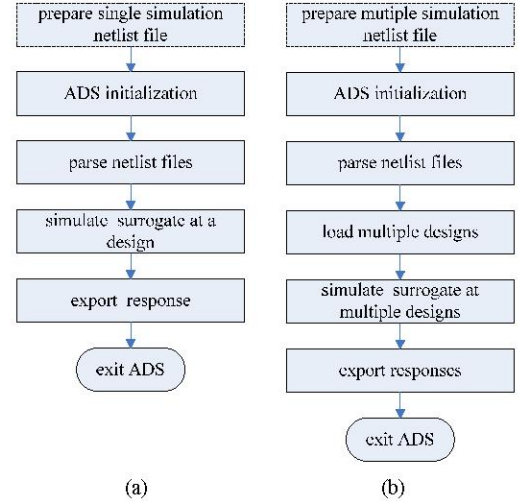 prepare single simulation
netlist file
ADS initialization
parse netlist files
simulate surrogate at a
design
export response
exit ADS
(a)
prepare mutiple simulation
netlist file
ADS initialization
parse netlist files
load multiple designs
simulate surrogate at
multiple designs
export responses
exit ADS
(b)